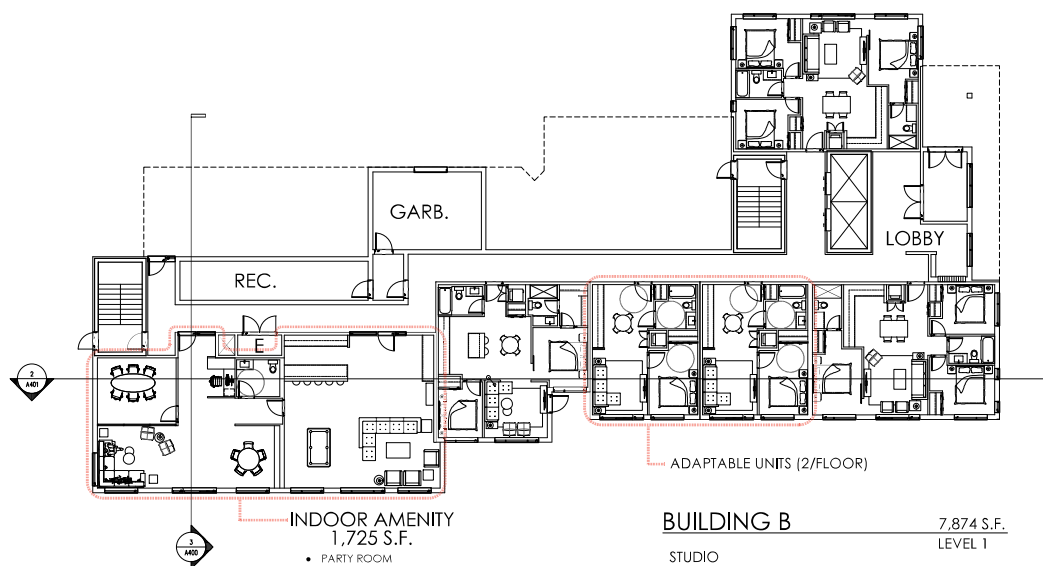 GARB.
LOBBY
REC.
E
2
A401
ADAPTABLE UNITS (2/FLOOR)
INDOOR AMENITY
1,725 S.F.
• PARTY ROOM
3
A400
BUILDING B
7,874 S.F.
LEVEL 1
STUDIO